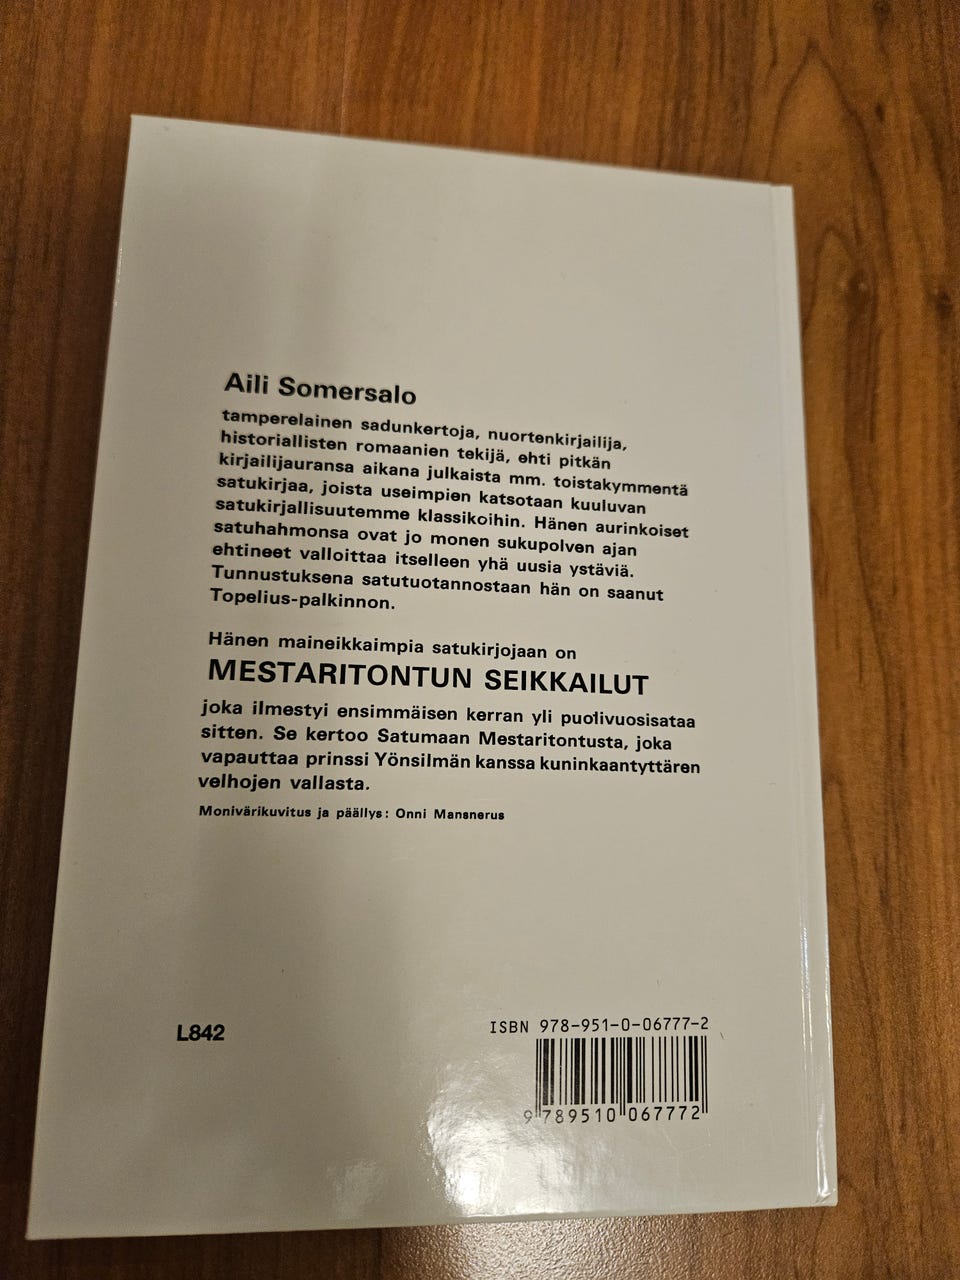 Aili Somersalo
tamperelainen sadunkertoja, nuortenkirjailija,
historiallisten romaanien tekijä, ehti pitkän
kirjailijauransa aikana julkaista mm. toistakymmentä
satukirjaa, joista useimpien katsotaan kuuluvan
satukirjallisuutemme klassikoihin. Hänen aurinkoiset
satuhahmonsa ovat jo monen sukupolven ajan
ehtineet valloittaa itselleen yhä uusia ystäviä.
Tunnustuksena satutuotannostaan hän on saanut
Topelius-palkinnon.
Hänen maineikkaimpia satukirjojaan on
MESTARITONTUN SEIKKAILUT
joka ilmestyi ensimmäisen kerran yli puolivuosisataa
sitten. Se kertoo Satumaan Mestaritontusta, joka
vapauttaa prinssi Yönsilmän kanssa kuninkaantyttären
velhojen vallasta.
Monivärikuvitus ja päällys: Onni Mansnerus
L842
ISBN 978-951-0-06777-2
9 789510 067772